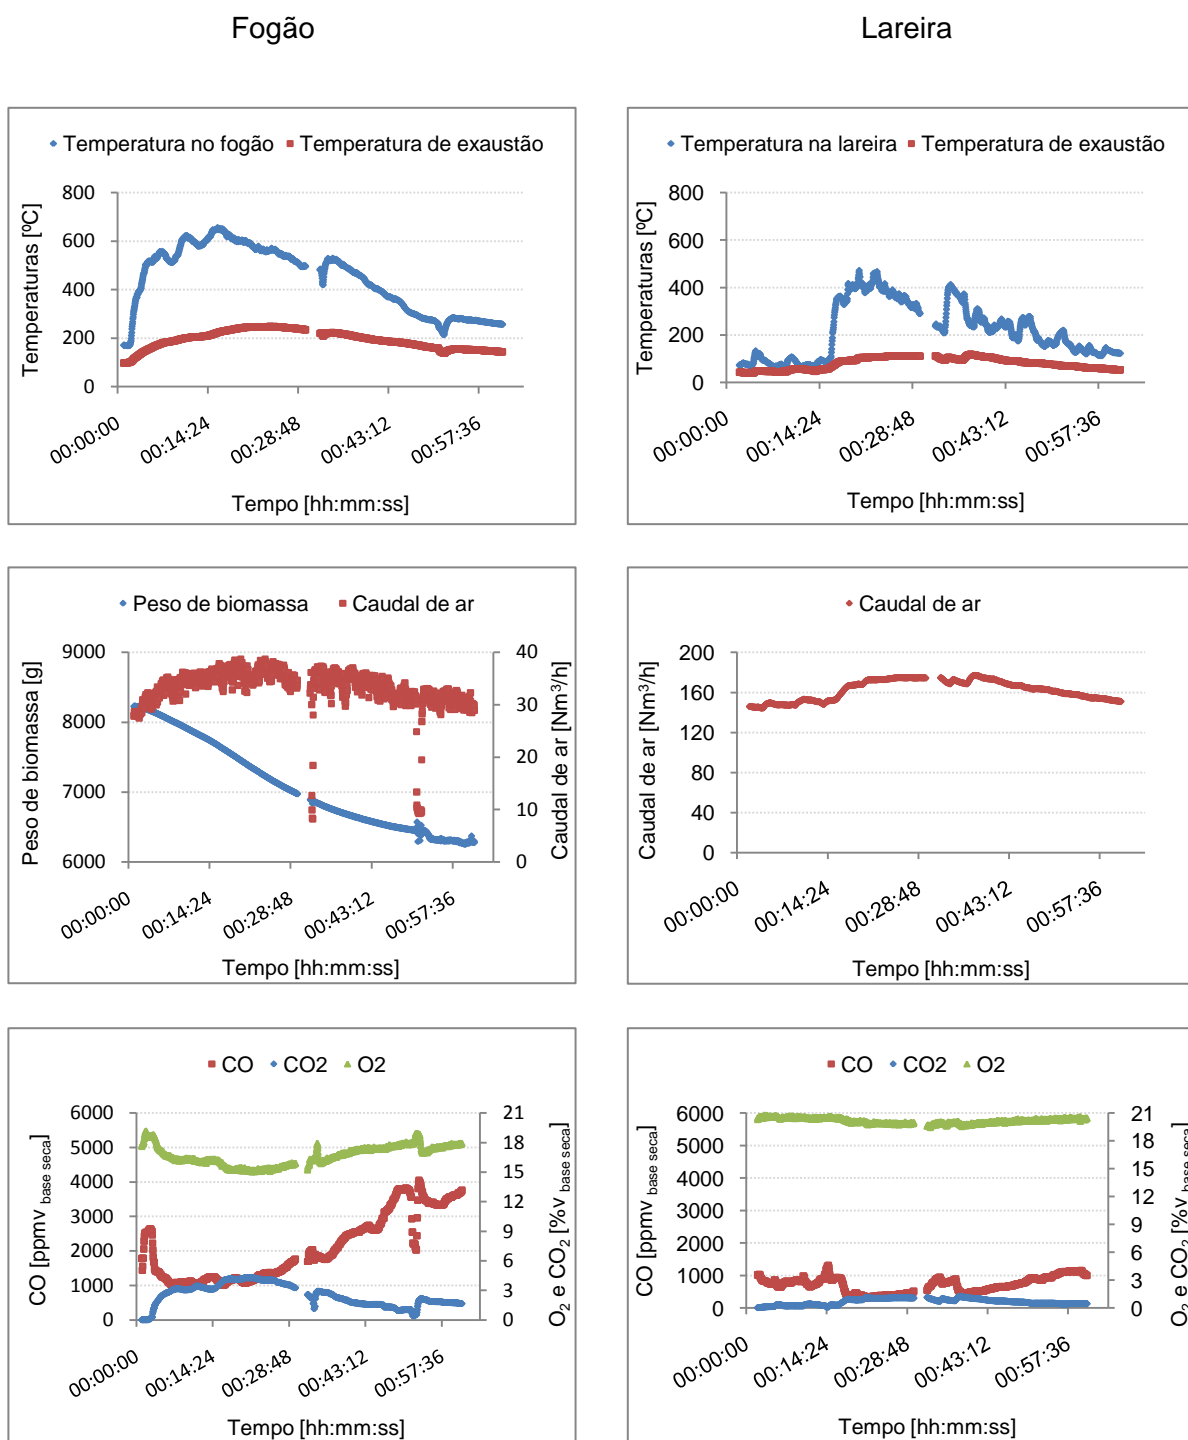 Fogão
Lareira
Temperatura no fogão Temperatura de exaustão
Temperaturas [ºC]
800
600
400
200
0
00:00:00 00:14:24 00:28:48 00:43:12 00:57:36
Tempo [hh:mm:ss]
Temperatura na lareira Temperatura de exaustão
Temperaturas [ºC]
800
600
400
200
0
00:00:00 00:14:24 00:28:48 00:43:12 00:57:36
Tempo [hh:mm:ss]
Peso de biomassa Caudal de ar
Peso de biomassa [g]
9000
8000
7000
6000
40
30
20
10
0
Caudal de ar [Nm³/h]
00:00:00 00:14:24 00:28:48 00:43:12 00:57:36
Tempo [hh:mm:ss]
Caudal de ar
Caudal de ar [Nm³/h]
200
160
120
80
40
0
00:00:00 00:14:24 00:28:48 00:43:12 00:57:36
Tempo [hh:mm:ss]
CO CO2 O2
CO [ppmv base seca]
6000
5000
4000
3000
2000
1000
0
21
18
15
12
9
6
3
0
O₂ e CO₂ [%v base seca]
00:00:00 00:14:24 00:28:48 00:43:12 00:57:36
Tempo [hh:mm:ss]
CO CO2 O2
CO [ppmv base seca]
6000
5000
4000
3000
2000
1000
0
21
18
15
12
9
6
3
0
O₂ e CO₂ [%v base seca]
00:00:00 00:14:24 00:28:48 00:43:12 00:57:36
Tempo [hh:mm:ss]